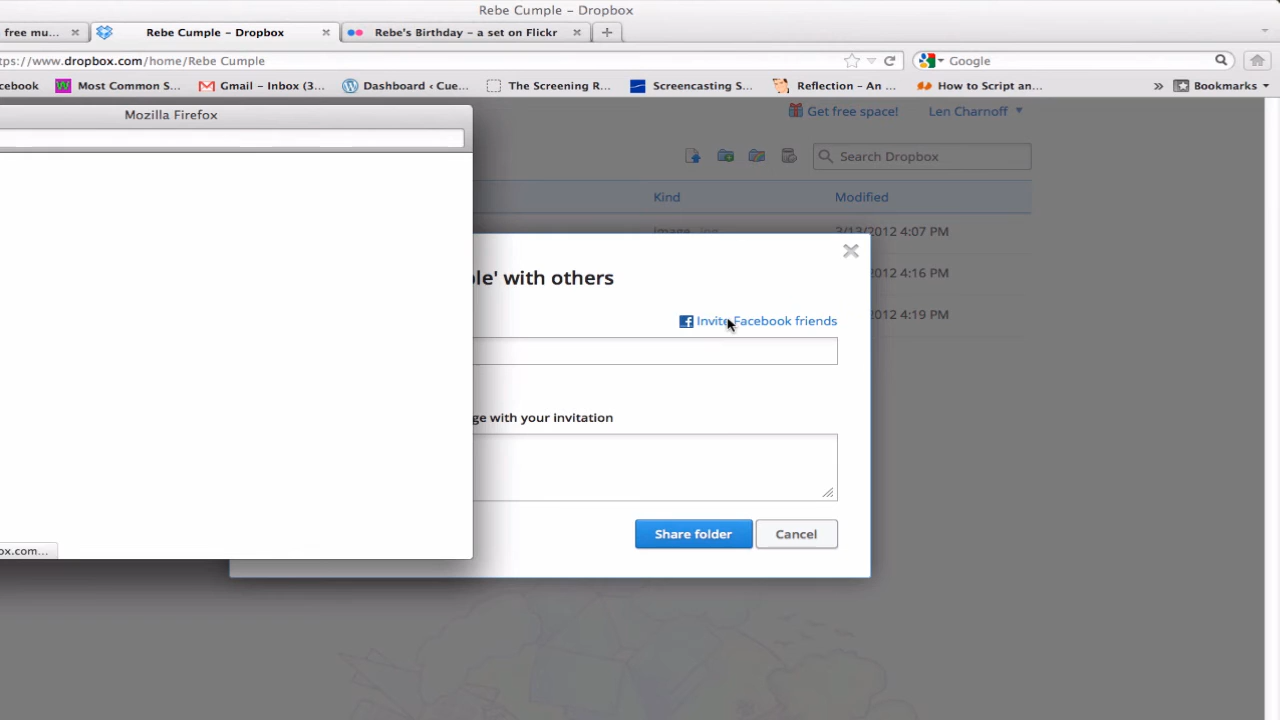 Rebe Cumple – Dropbox
free mu...
Rebe Cumple – Dropbox
Rebe's Birthday – a set on Flickr
ps://www.dropbox.com/home/Rebe Cumple
Google
cebook
Most Common S...
Gmail – Inbox (3...
Dashboard ‹ Cue...
The Screening R...
Screencasting S...
Reflection – An ...
How to Script an...
Bookmarks
Mozilla Firefox
Get free space!
Len Charnoff
Search Dropbox
Kind
Modified
image .jpg
3/13/2012 4:07 PM
2012 4:16 PM
2012 4:19 PM
ple' with others
Invite Facebook friends
ge with your invitation
Share folder
Cancel
ox.com...